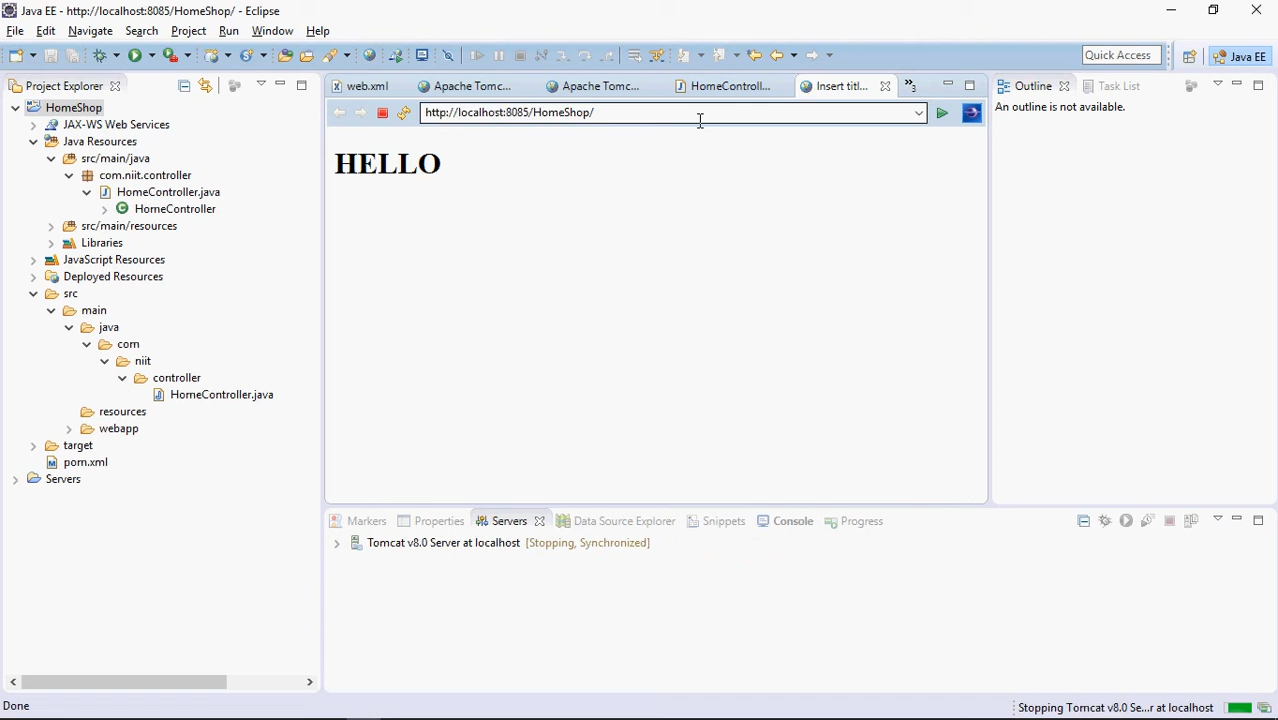 Java EE - http://localhost:8085/HomeShop/ - Eclipse
File Edit Navigate Search Project Run Window Help
Quick Access
Java EE
Project Explorer
web.xml
Apache Tomc...
Apache Tomc...
HomeControll...
Insert titl...
3
Outline
Task List
HomeShop
http://localhost:8085/HomeShop/
An outline is not available.
JAX-WS Web Services
Java Resources
src/main/java
com.niit.controller
HomeController.java
HomeController
src/main/resources
Libraries
JavaScript Resources
Deployed Resources
src
main
java
com
niit
controller
HomeController.java
resources
webapp
target
pom.xml
Servers
HELLO
Markers Properties Servers Data Source Explorer Snippets Console Progress
Tomcat v8.0 Server at localhost [Stopping, Synchronized]
Done
Stopping Tomcat v8.0 Se...r at localhost